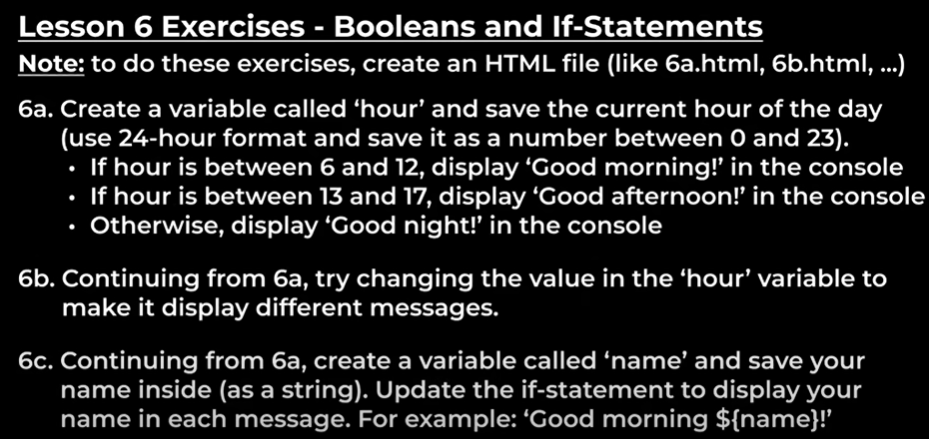 Lesson 6 Exercises - Booleans and If-Statements
Note: to do these exercises, create an HTML file (like 6a.html, 6b.html, ...)
6a. Create a variable called ‘hour’ and save the current hour of the day
(use 24-hour format and save it as a number between 0 and 23).
• If hour is between 6 and 12, display ‘Good morning!’ in the console
• If hour is between 13 and 17, display ‘Good afternoon!’ in the console
• Otherwise, display ‘Good night!’ in the console
6b. Continuing from 6a, try changing the value in the ‘hour’ variable to
make it display different messages.
6c. Continuing from 6a, create a variable called ‘name’ and save your
name inside (as a string). Update the if-statement to display your
name in each message. For example: ‘Good morning ${name}!’